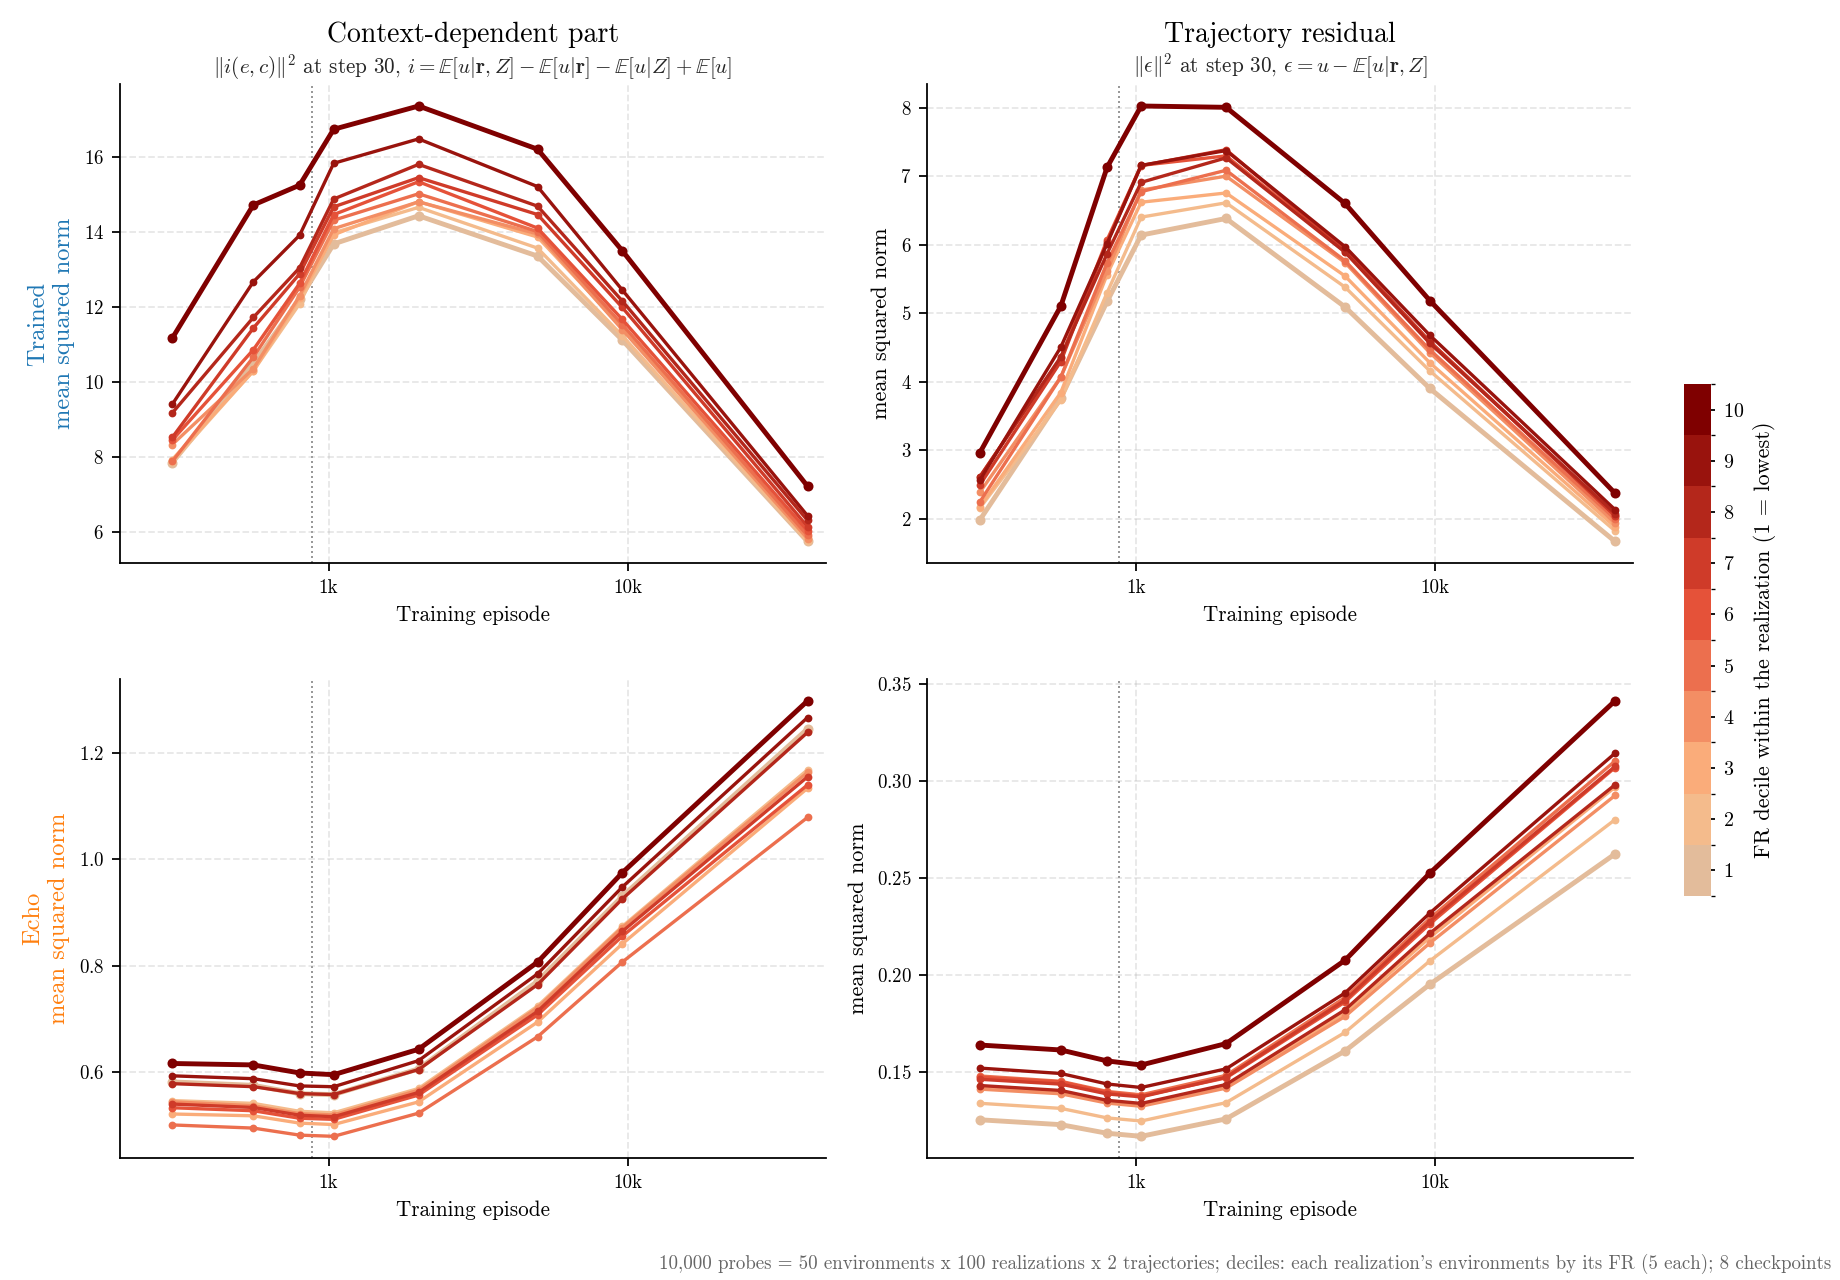 Context-dependent part
‖i(e, c)‖² at step 30, i = 𝔼[u|r, Z] − 𝔼[u|r] − 𝔼[u|Z] + 𝔼[u]
Trained
mean squared norm
16
14
12
10
8
6
1k
10k
Training episode
Trajectory residual
‖ϵ‖² at step 30, ϵ = u − 𝔼[u|r, Z]
mean squared norm
8
7
6
5
4
3
2
1k
10k
Training episode
Echo
mean squared norm
1.2
1.0
0.8
0.6
1k
10k
Training episode
mean squared norm
0.35
0.30
0.25
0.20
0.15
1k
10k
Training episode
10
9
8
7
6
5
4
3
2
1
FR decile within the realization (1 = lowest)
10,000 probes = 50 environments x 100 realizations x 2 trajectories; deciles: each realization's environments by its FR (5 each); 8 checkpoints